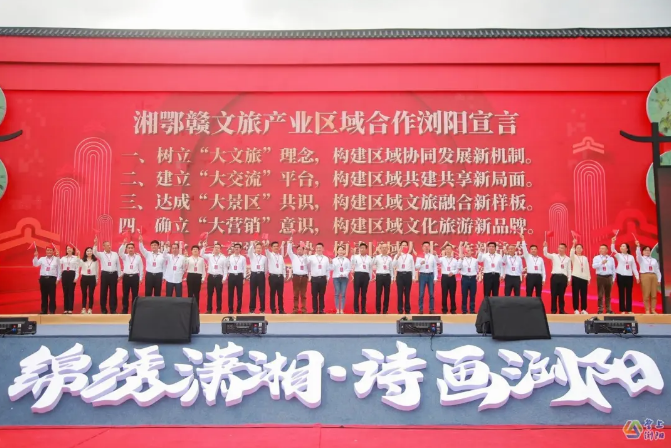 湘鄂赣文旅产业区域合作浏阳宣言
一、树立“大文旅”理念，构建区域协同发展新机制。
二、建立“大交流”平台，构建区域共建共享新局面。
三、达成“大景区”共识，构建区域文旅融合新样板。
四、确立“大营销”意识，构建区域文化旅游新品牌。
锦绣潇湘·诗画浏阳
掌上浏阳